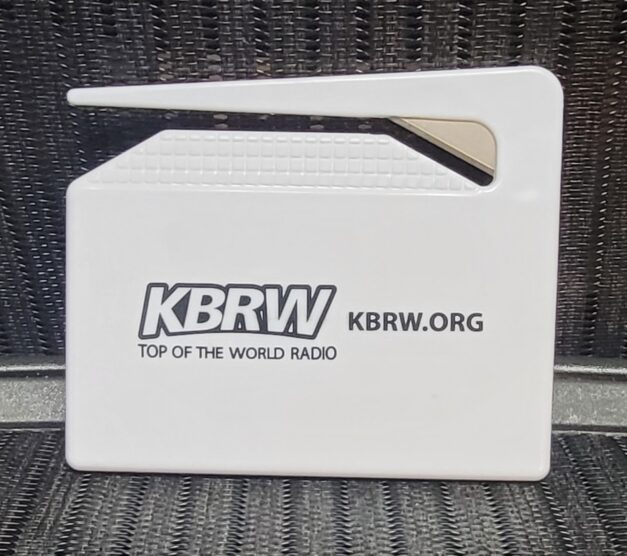 KBRW KBRW.ORG
TOP OF THE WORLD RADIO